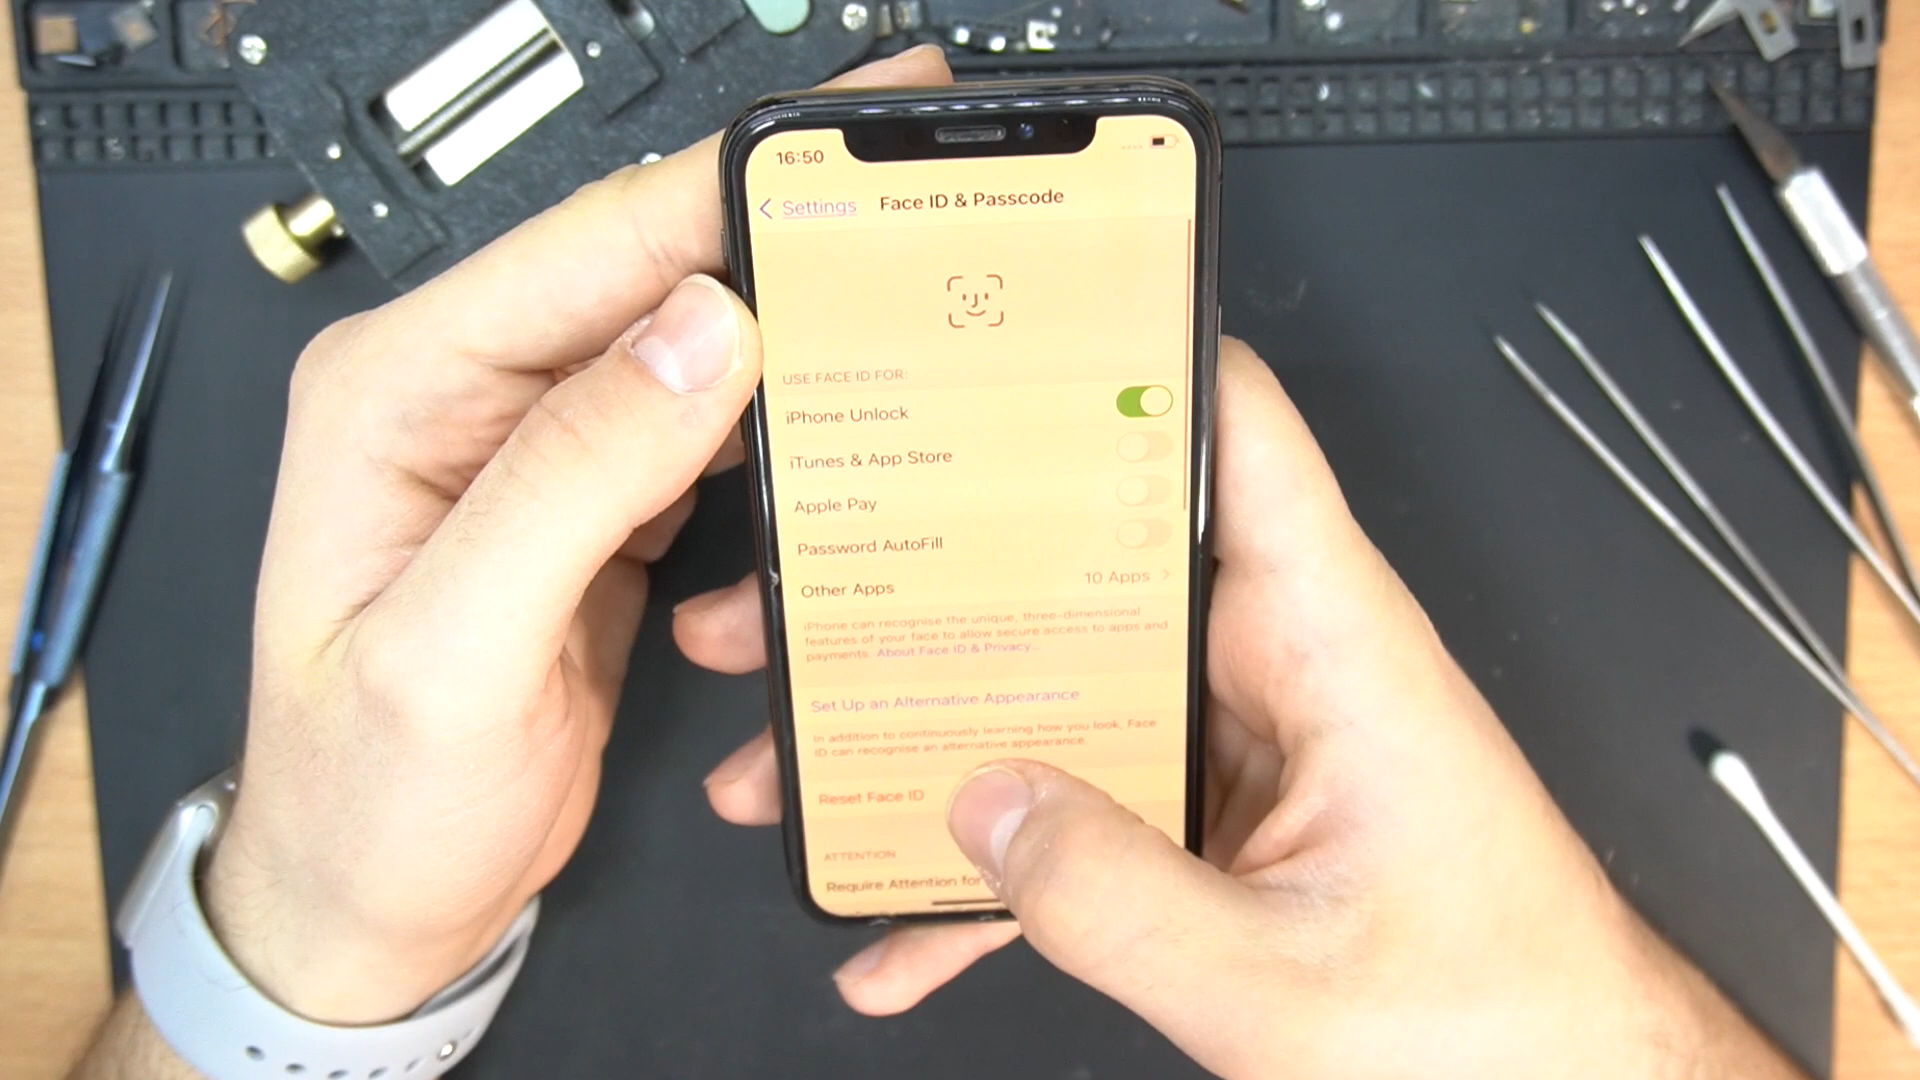 16:50
Settings
Face ID & Passcode
USE FACE ID FOR:
iPhone Unlock
iTunes & App Store
Apple Pay
Password AutoFill
Other Apps 10 Apps
iPhone can recognise the unique, three-dimensional
features of your face to allow secure access to apps and
payments. About Face ID & Privacy...
Set Up an Alternative Appearance
In addition to continuously learning how you look, Face
ID can recognise an alternative appearance.
Reset Face ID
ATTENTION
Require Attention for